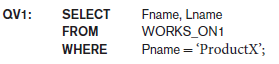 QV1: SELECT Fname, Lname
FROM WORKS_ON1
WHERE Pname = ‘ProductX’;